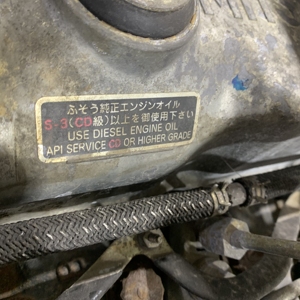 ふそう純正エンジンオイル
S-3(CD級)以上を御使用下さい
USE DIESEL ENGINE OIL
API SERVICE CD OR HIGHER GRADE